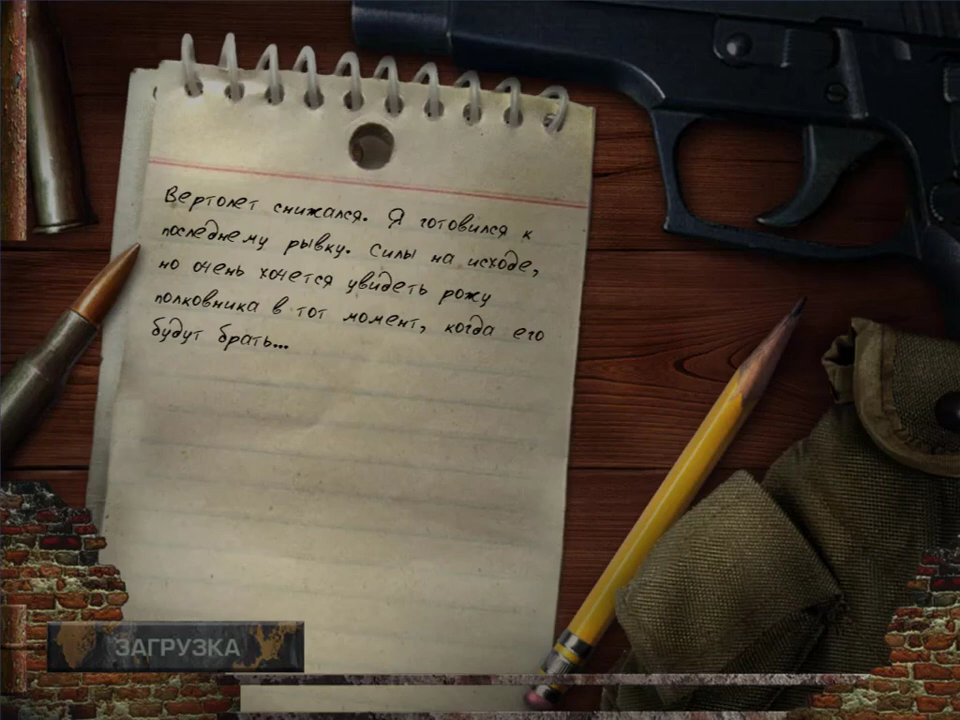 Вертолет снижался. Я готовился к
последнему рывку. Силы на исходе,
но очень хочется увидеть рожу
полковника в тот момент, когда его
будут брать...
ЗАГРУЗКА